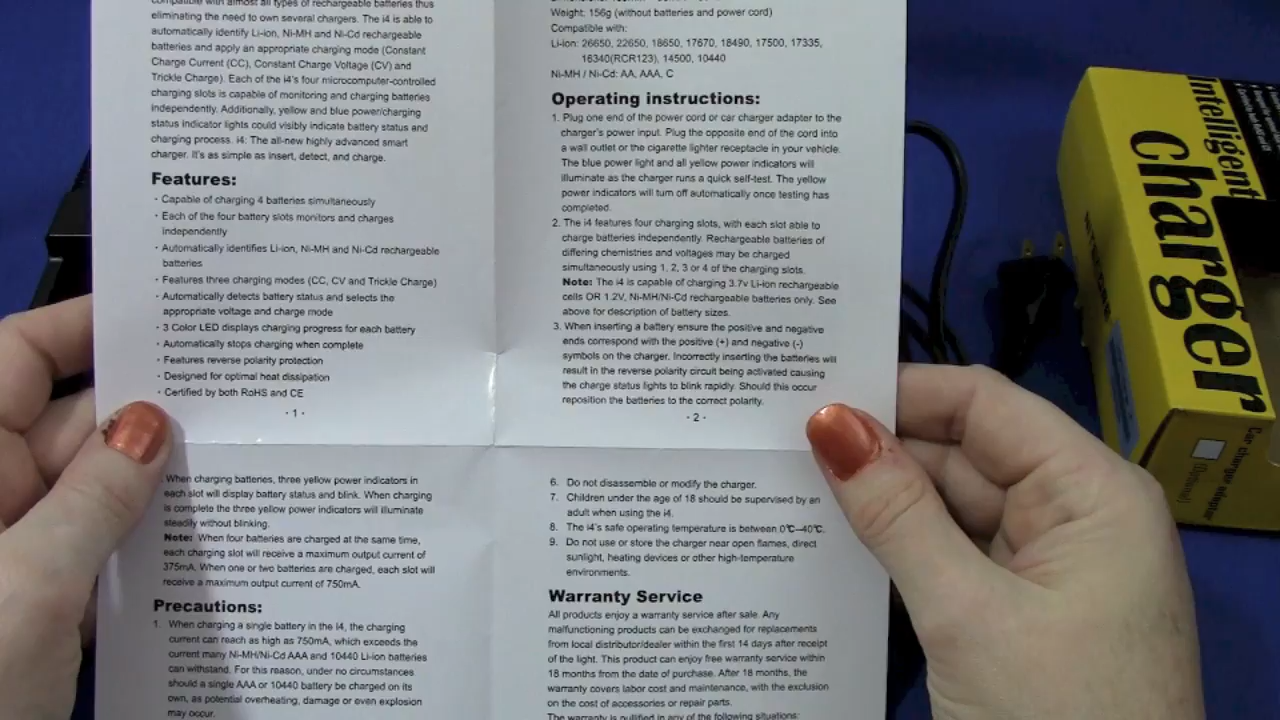 compatible with almost all types of rechargeable batteries thus
eliminating the need to own several chargers. The i4 is able to
automatically identify Li-ion, Ni-MH and Ni-Cd rechargeable
batteries and apply an appropriate charging mode (Constant
Charge Current (CC), Constant Charge Voltage (CV) and
Trickle Charge). Each of the i4's four microcomputer-controlled
charging slots is capable of monitoring and charging batteries
independently. Additionally, yellow and blue power/charging
status indicator lights could visibly indicate battery status and
charging process. i4: The all-new highly advanced smart
charger. It's as simple as insert, detect, and charge.
Features:
· Capable of charging 4 batteries simultaneously
· Each of the four battery slots monitors and charges
independently
· Automatically identifies Li-ion, Ni-MH and Ni-Cd rechargeable
batteries
· Features three charging modes (CC, CV and Trickle Charge)
· Automatically detects battery status and selects the
appropriate voltage and charge mode
· 3 Color LED displays charging progress for each battery
· Automatically stops charging when complete
· Features reverse polarity protection
· Designed for optimal heat dissipation
· Certified by both RoHS and CE
· 1 ·
Weight: 156g (without batteries and power cord)
Compatible with:
Li-ion: 26650, 22650, 18650, 17670, 18490, 17500, 17335,
16340(RCR123), 14500, 10440
Ni-MH / Ni-Cd: AA, AAA, C
Operating instructions:
1. Plug one end of the power cord or car charger adapter to the
charger's power input. Plug the opposite end of the cord into
a wall outlet or the cigarette lighter receptacle in your vehicle.
The blue power light and all yellow power indicators will
illuminate as the charger runs a quick self-test. The yellow
power indicators will turn off automatically once testing has
completed.
2. The i4 features four charging slots, with each slot able to
charge batteries independently. Rechargeable batteries of
differing chemistries and voltages may be charged
simultaneously using 1, 2, 3 or 4 of the charging slots.
Note: The i4 is capable of charging 3.7v Li-ion rechargeable
cells OR 1.2V, Ni-MH/Ni-Cd rechargeable batteries only. See
above for description of battery sizes.
3. When inserting a battery ensure the positive and negative
ends correspond with the positive (+) and negative (-)
symbols on the charger. Incorrectly inserting the batteries will
result in the reverse polarity circuit being activated causing
the charge status lights to blink rapidly. Should this occur
reposition the batteries to the correct polarity.
· 2 ·
When charging batteries, three yellow power indicators in
each slot will display battery status and blink. When charging
is complete the three yellow power indicators will illuminate
steadily without blinking.
Note: When four batteries are charged at the same time,
each charging slot will receive a maximum output current of
375mA. When one or two batteries are charged, each slot will
receive a maximum output current of 750mA.
Precautions:
1. When charging a single battery in the i4, the charging
current can reach as high as 750mA, which exceeds the
current many Ni-MH/Ni-Cd AAA and 10440 Li-ion batteries
can withstand. For this reason, under no circumstances
should a single AAA or 10440 battery be charged on its
own, as potential overheating, damage or even explosion
may occur.
6. Do not disassemble or modify the charger.
7. Children under the age of 18 should be supervised by an
adult when using the i4.
8. The i4's safe operating temperature is between 0℃–40℃.
9. Do not use or store the charger near open flames, direct
sunlight, heating devices or other high-temperature
environments.
Warranty Service
All products enjoy a warranty service after sale. Any
malfunctioning products can be exchanged for replacements
from local distributor/dealer within the first 14 days after receipt
of the light. This product can enjoy free warranty service within
18 months from the date of purchase. After 18 months, the
warranty covers labor cost and maintenance, with the exclusion
on the cost of accessories or repair parts.
The warranty is nullified in any of the following situations:
Intelligent
charger
Car charger adapter
(Optional)